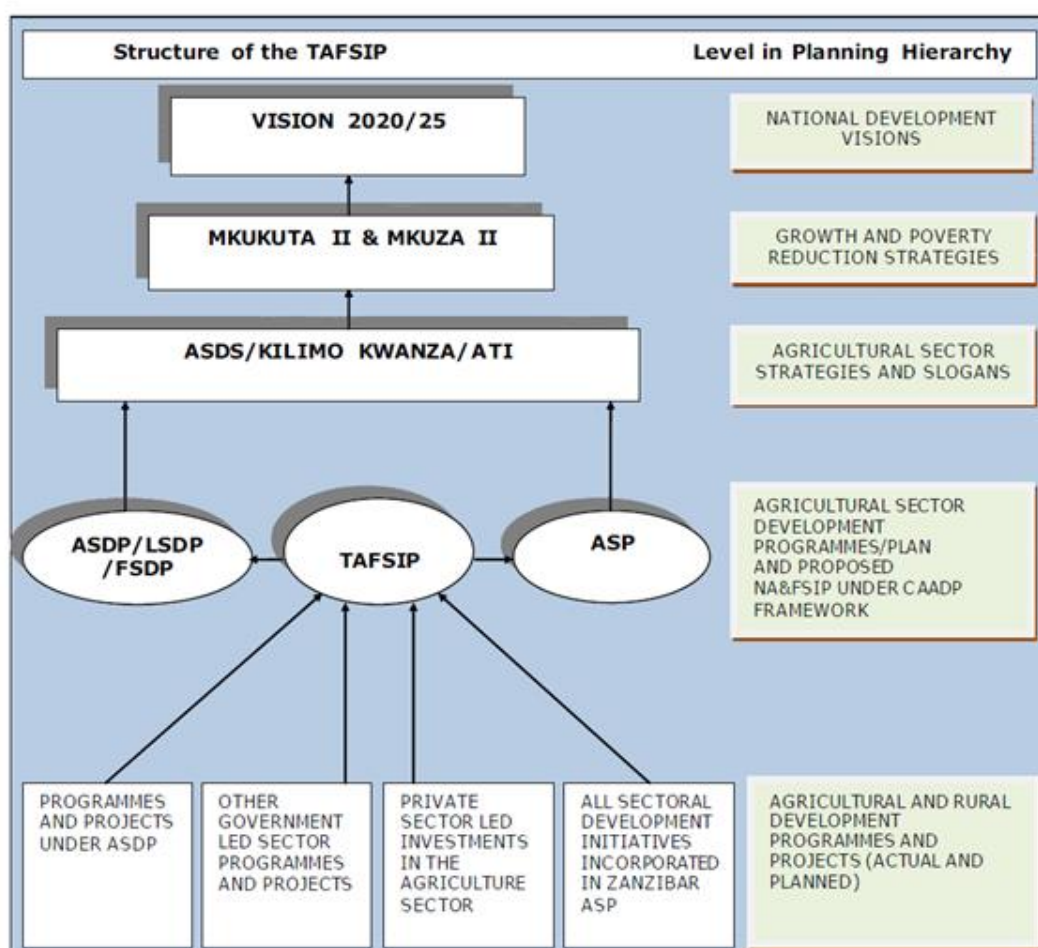 Structure of the TAFSIP
Level in Planning Hierarchy
VISION 2020/25
NATIONAL DEVELOPMENT
VISIONS
MKUKUTA II & MKUZA II
GROWTH AND POVERTY
REDUCTION STRATEGIES
ASDS/KILIMO KWANZA/ATI
AGRICULTURAL SECTOR
STRATEGIES AND SLOGANS
ASDP/LSDP
/FSDP
TAFSIP
ASP
AGRICULTURAL SECTOR
DEVELOPMENT
PROGRAMMES/PLAN
AND PROPOSED
NA&FSIP UNDER CAADP
FRAMEWORK
PROGRAMMES
AND PROJECTS
UNDER ASDP
OTHER
GOVERNMENT
LED SECTOR
PROGRAMMES
AND PROJECTS
PRIVATE
SECTOR LED
INVESTMENTS
IN THE
AGRICULTURE
SECTOR
ALL SECTORAL
DEVELOPMENT
INITIATIVES
INCORPORATED
IN ZANZIBAR
ASP
AGRICULTURAL AND RURAL
DEVELOPMENT
PROGRAMMES AND
PROJECTS (ACTUAL AND
PLANNED)